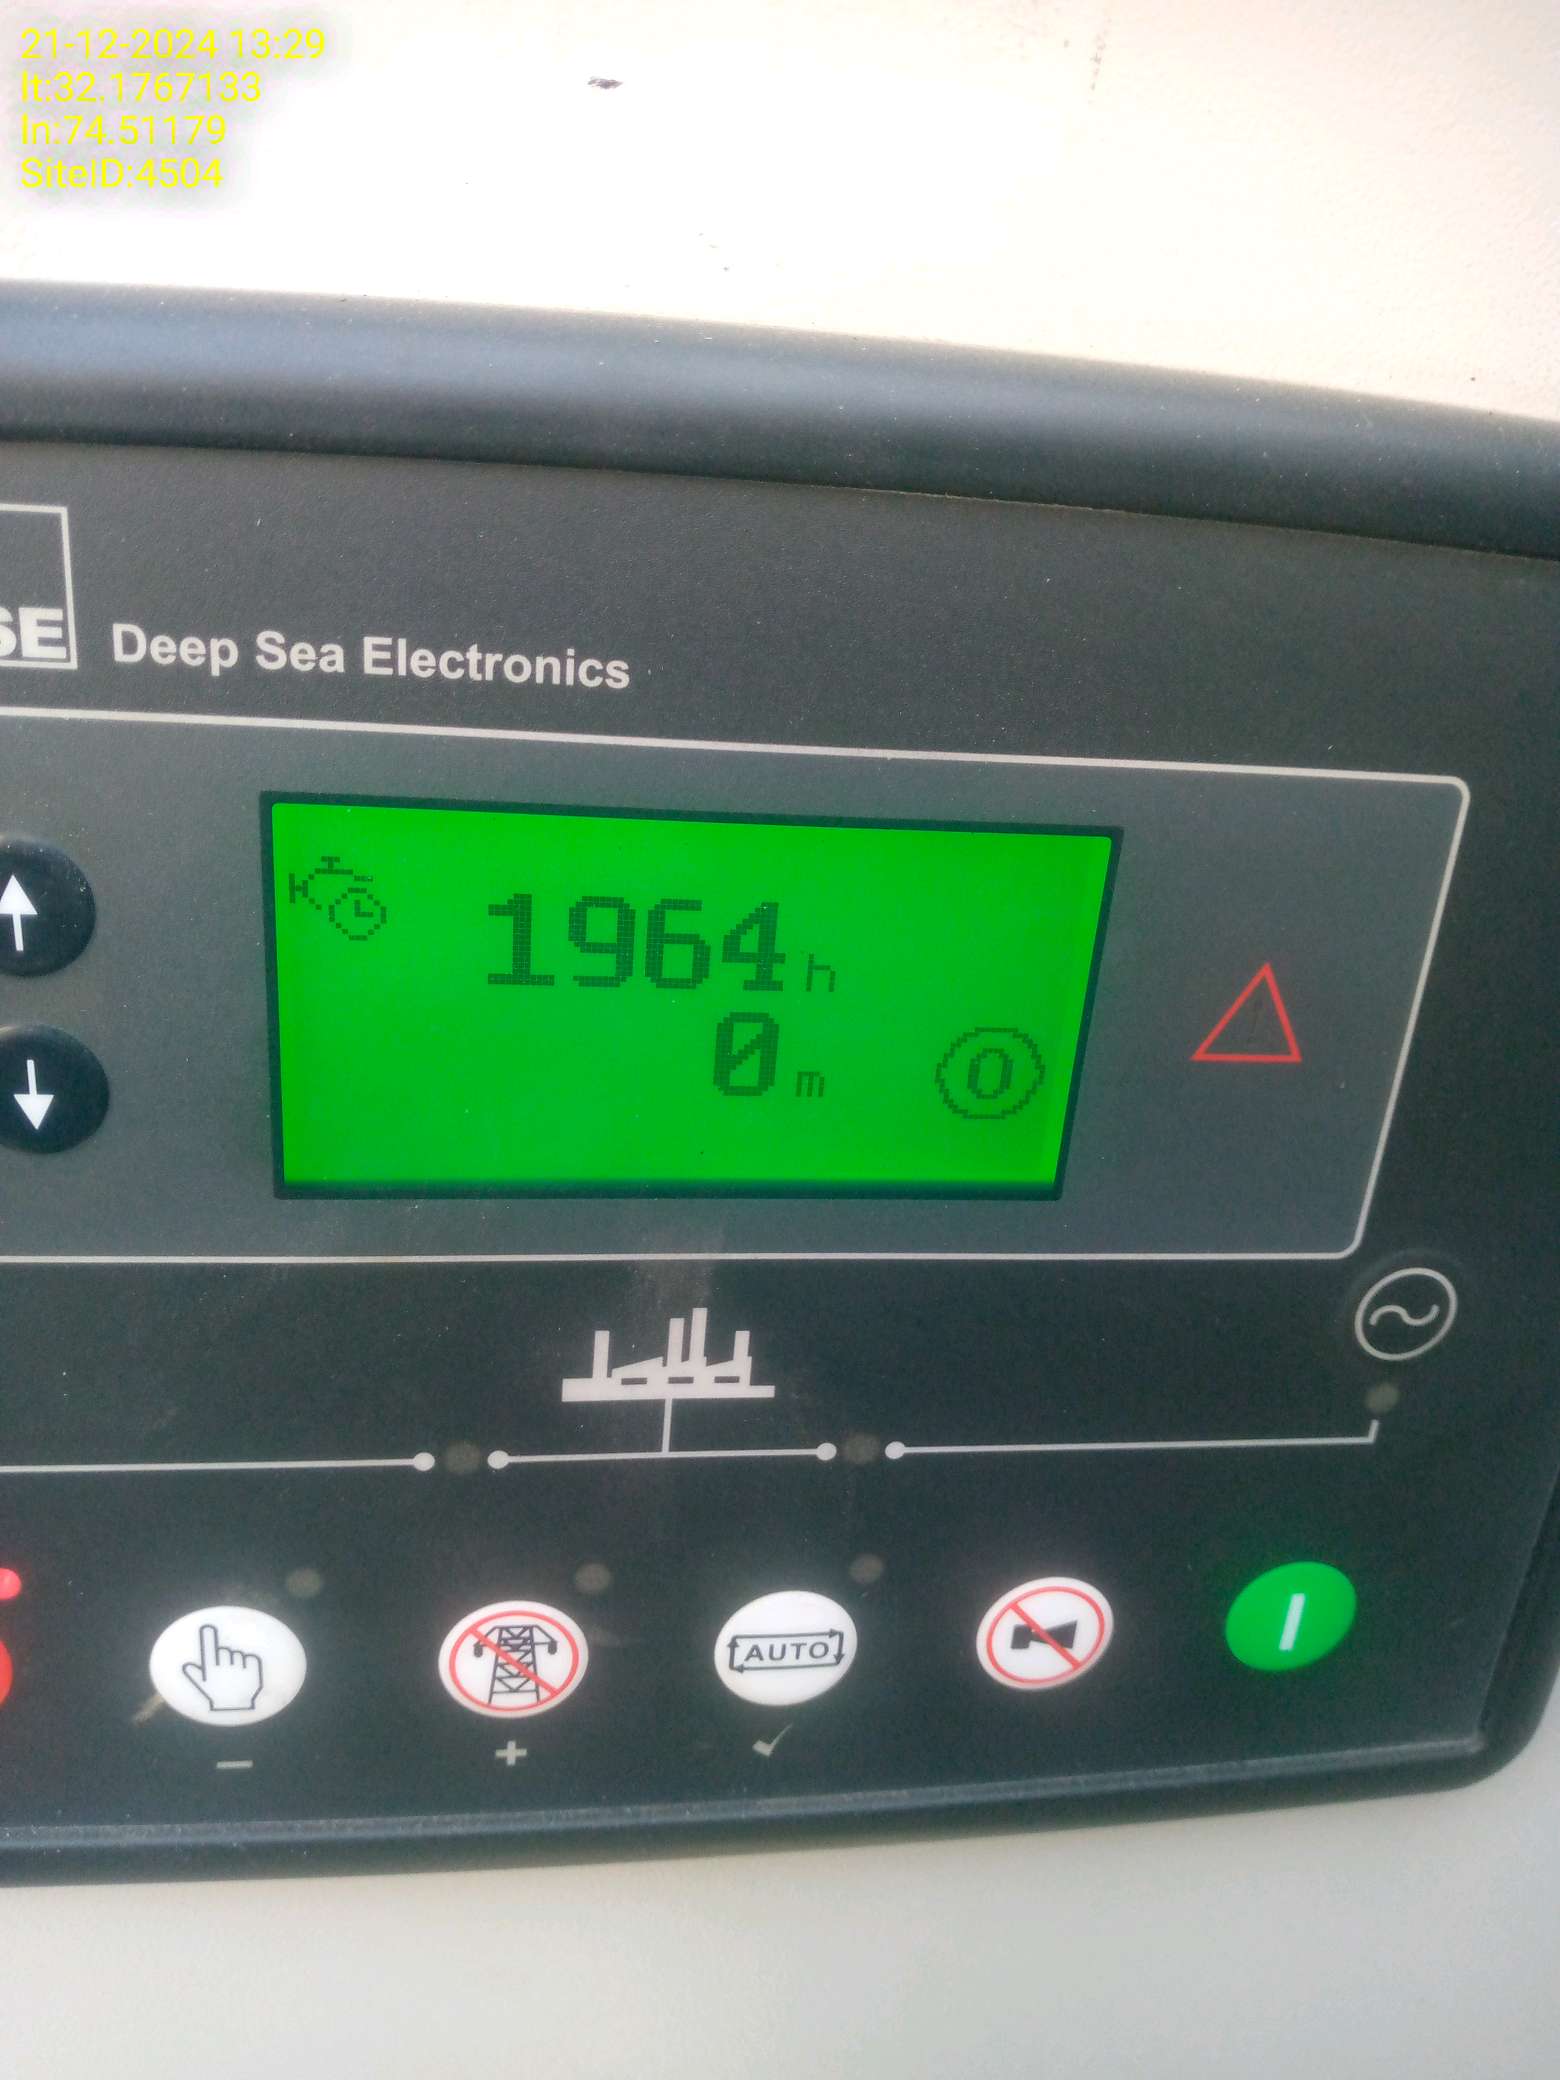 21-12-2024 13:29
lt:32.1767133
ln:74.51179
SiteID:4504
SE
Deep Sea Electronics
1964 h
0 m
0
AUTO